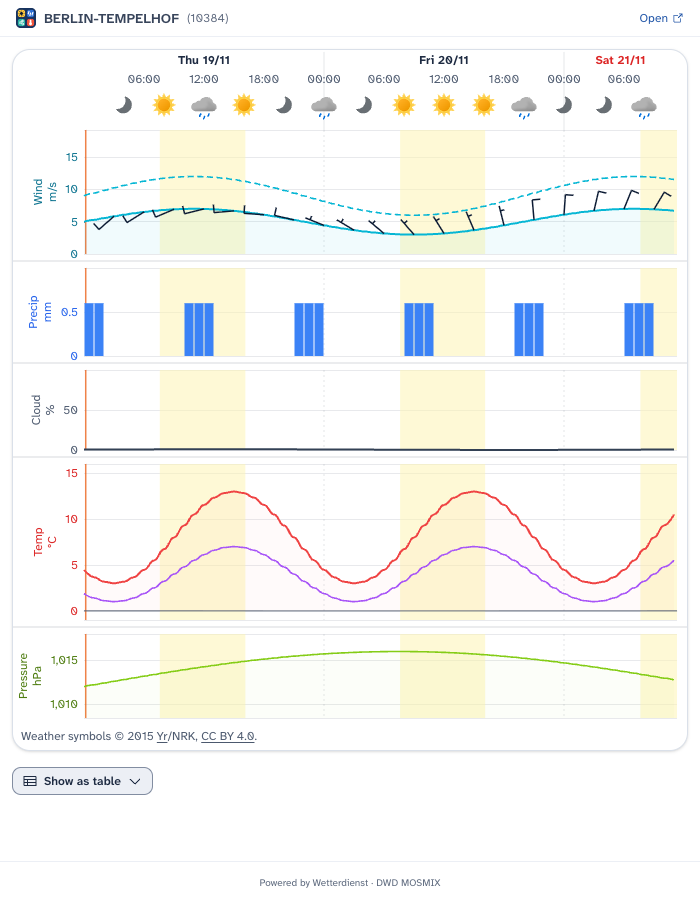 BERLIN-TEMPELHOF (10384)
Open
Thu 19/11 Fri 20/11 Sat 21/11
06:00 12:00 18:00 00:00 06:00 12:00 18:00 00:00 06:00
Wind
m/s
15
10
5
0
Precip
mm
0.5
0
Cloud
%
50
0
Temp
°C
15
10
5
0
Pressure
hPa
1,015
1,010
Weather symbols © 2015 Yr/NRK, CC BY 4.0.
Show as table
Powered by Wetterdienst · DWD MOSMIX